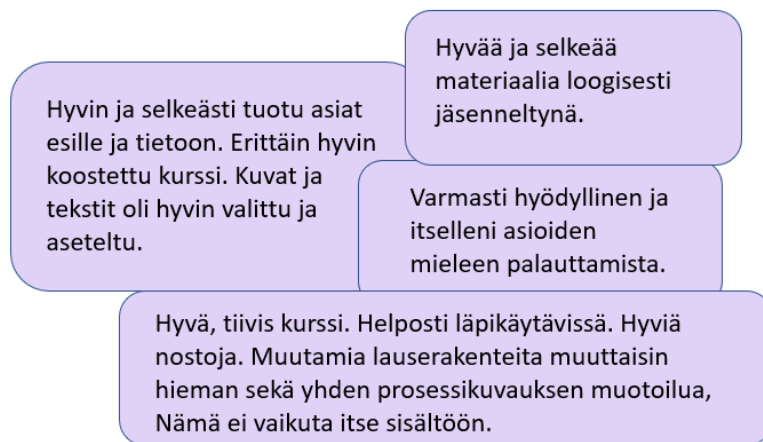 Hyvää ja selkeää
materiaalia loogisesti
jäsenneltynä.
Hyvin ja selkeästi tuotu asiat
esille ja tietoon. Erittäin hyvin
koostettu kurssi. Kuvat ja
tekstit oli hyvin valittu ja
aseteltu.
Varmasti hyödyllinen ja
itselleni asioiden
mieleen palauttamista.
Hyvä, tiivis kurssi. Helposti läpikäytävissä. Hyviä
nostoja. Muutamia lauserakenteita muuttaisin
hieman sekä yhden prosessikuvauksen muotoilua,
Nämä ei vaikuta itse sisältöön.